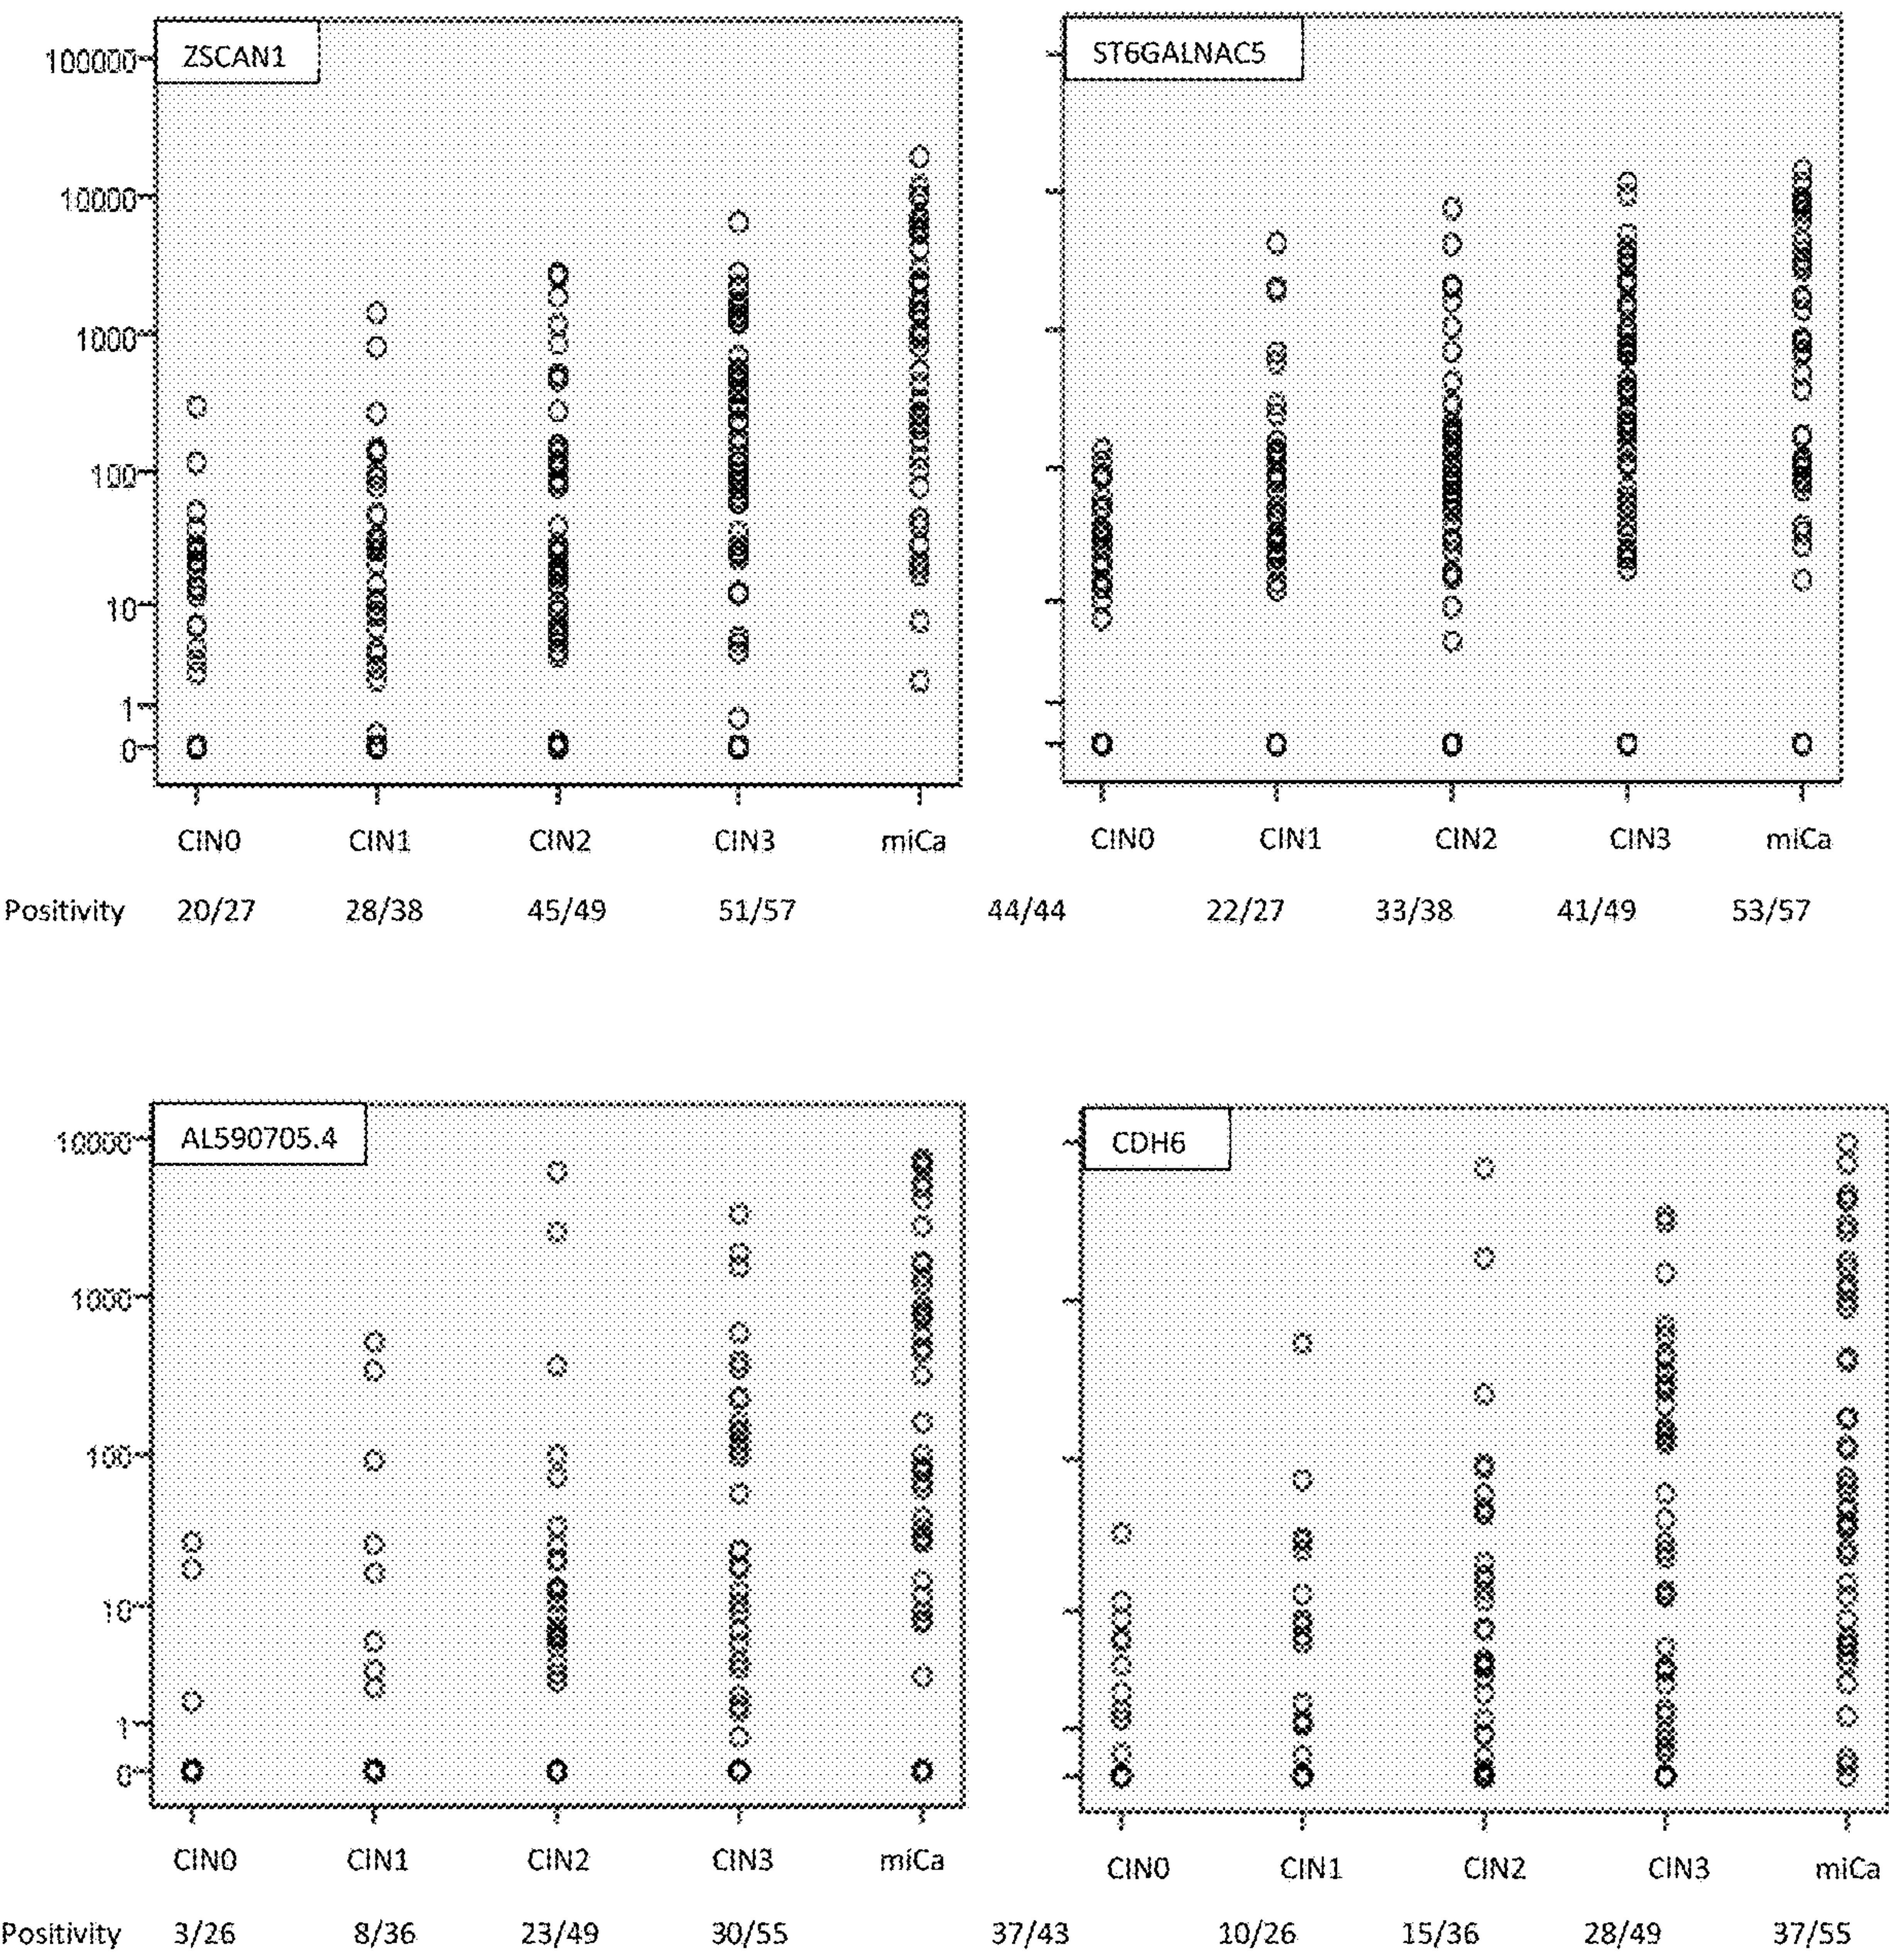 ZSCAN1
ST6GALNAC5
100000
10000
1000
100
10
1
0
CIN0 CIN1 CIN2 CIN3 miCa CIN0 CIN1 CIN2 CIN3 miCa
Positivity 20/27 28/38 45/49 51/57 44/44 22/27 33/38 41/49 53/57
AL590705.4
CDH6
10000
1000
100
10
1
0
CIN0 CIN1 CIN2 CIN3 miCa CIN0 CIN1 CIN2 CIN3 miCa
Positivity 3/26 8/36 23/49 30/55 37/43 10/26 15/36 28/49 37/55